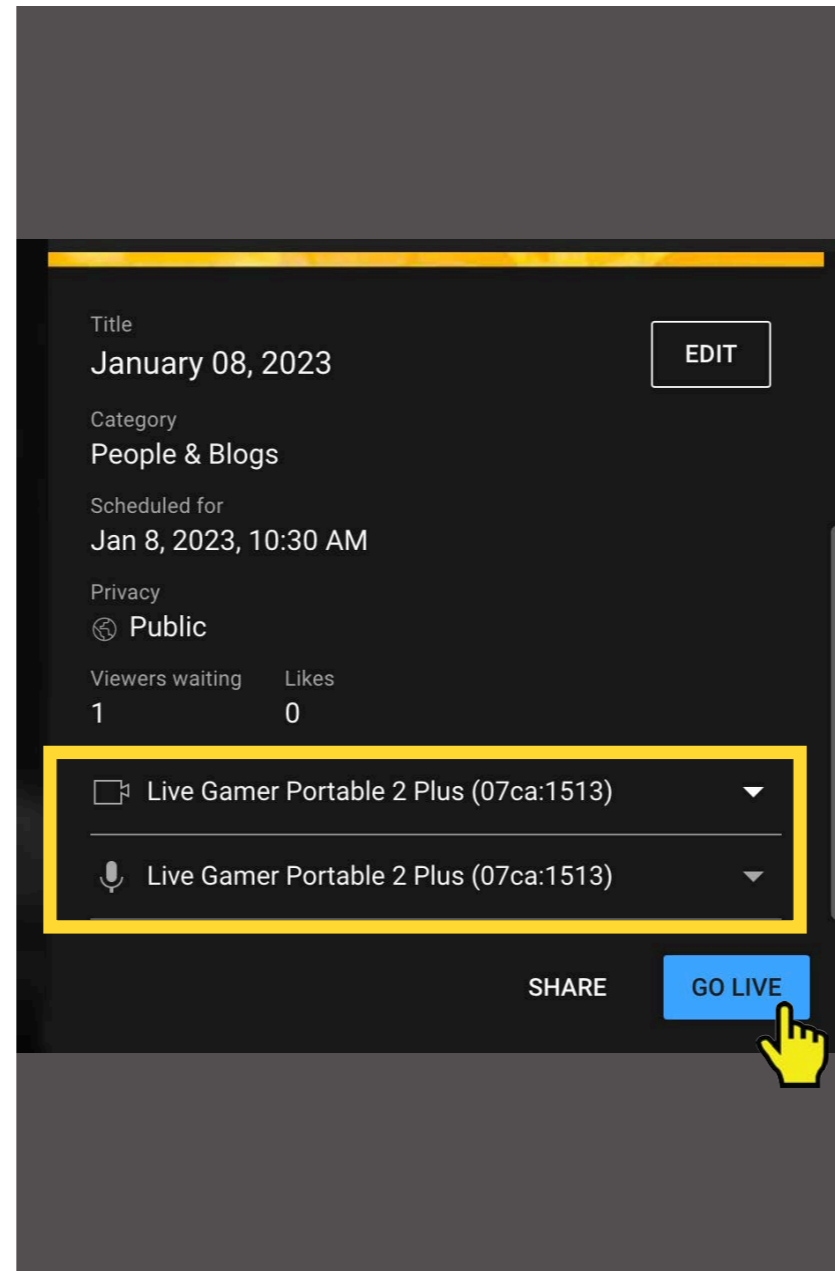 Title
January 08, 2023
EDIT
Category
People & Blogs
Scheduled for
Jan 8, 2023, 10:30 AM
Privacy
Public
Viewers waiting Likes
1 0
Live Gamer Portable 2 Plus (07ca:1513)
Live Gamer Portable 2 Plus (07ca:1513)
SHARE GO LIVE